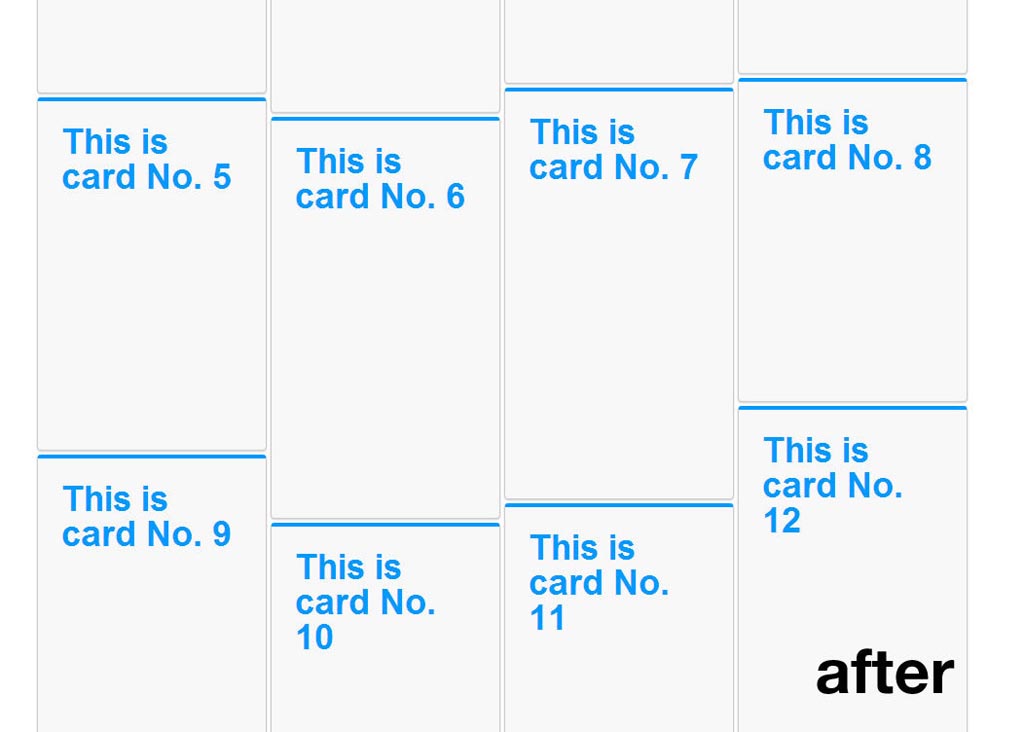 This is
card No. 5
This is
card No. 6
This is
card No. 7
This is
card No. 8
This is
card No. 9
This is
card No.
10
This is
card No.
11
This is
card No.
12
after